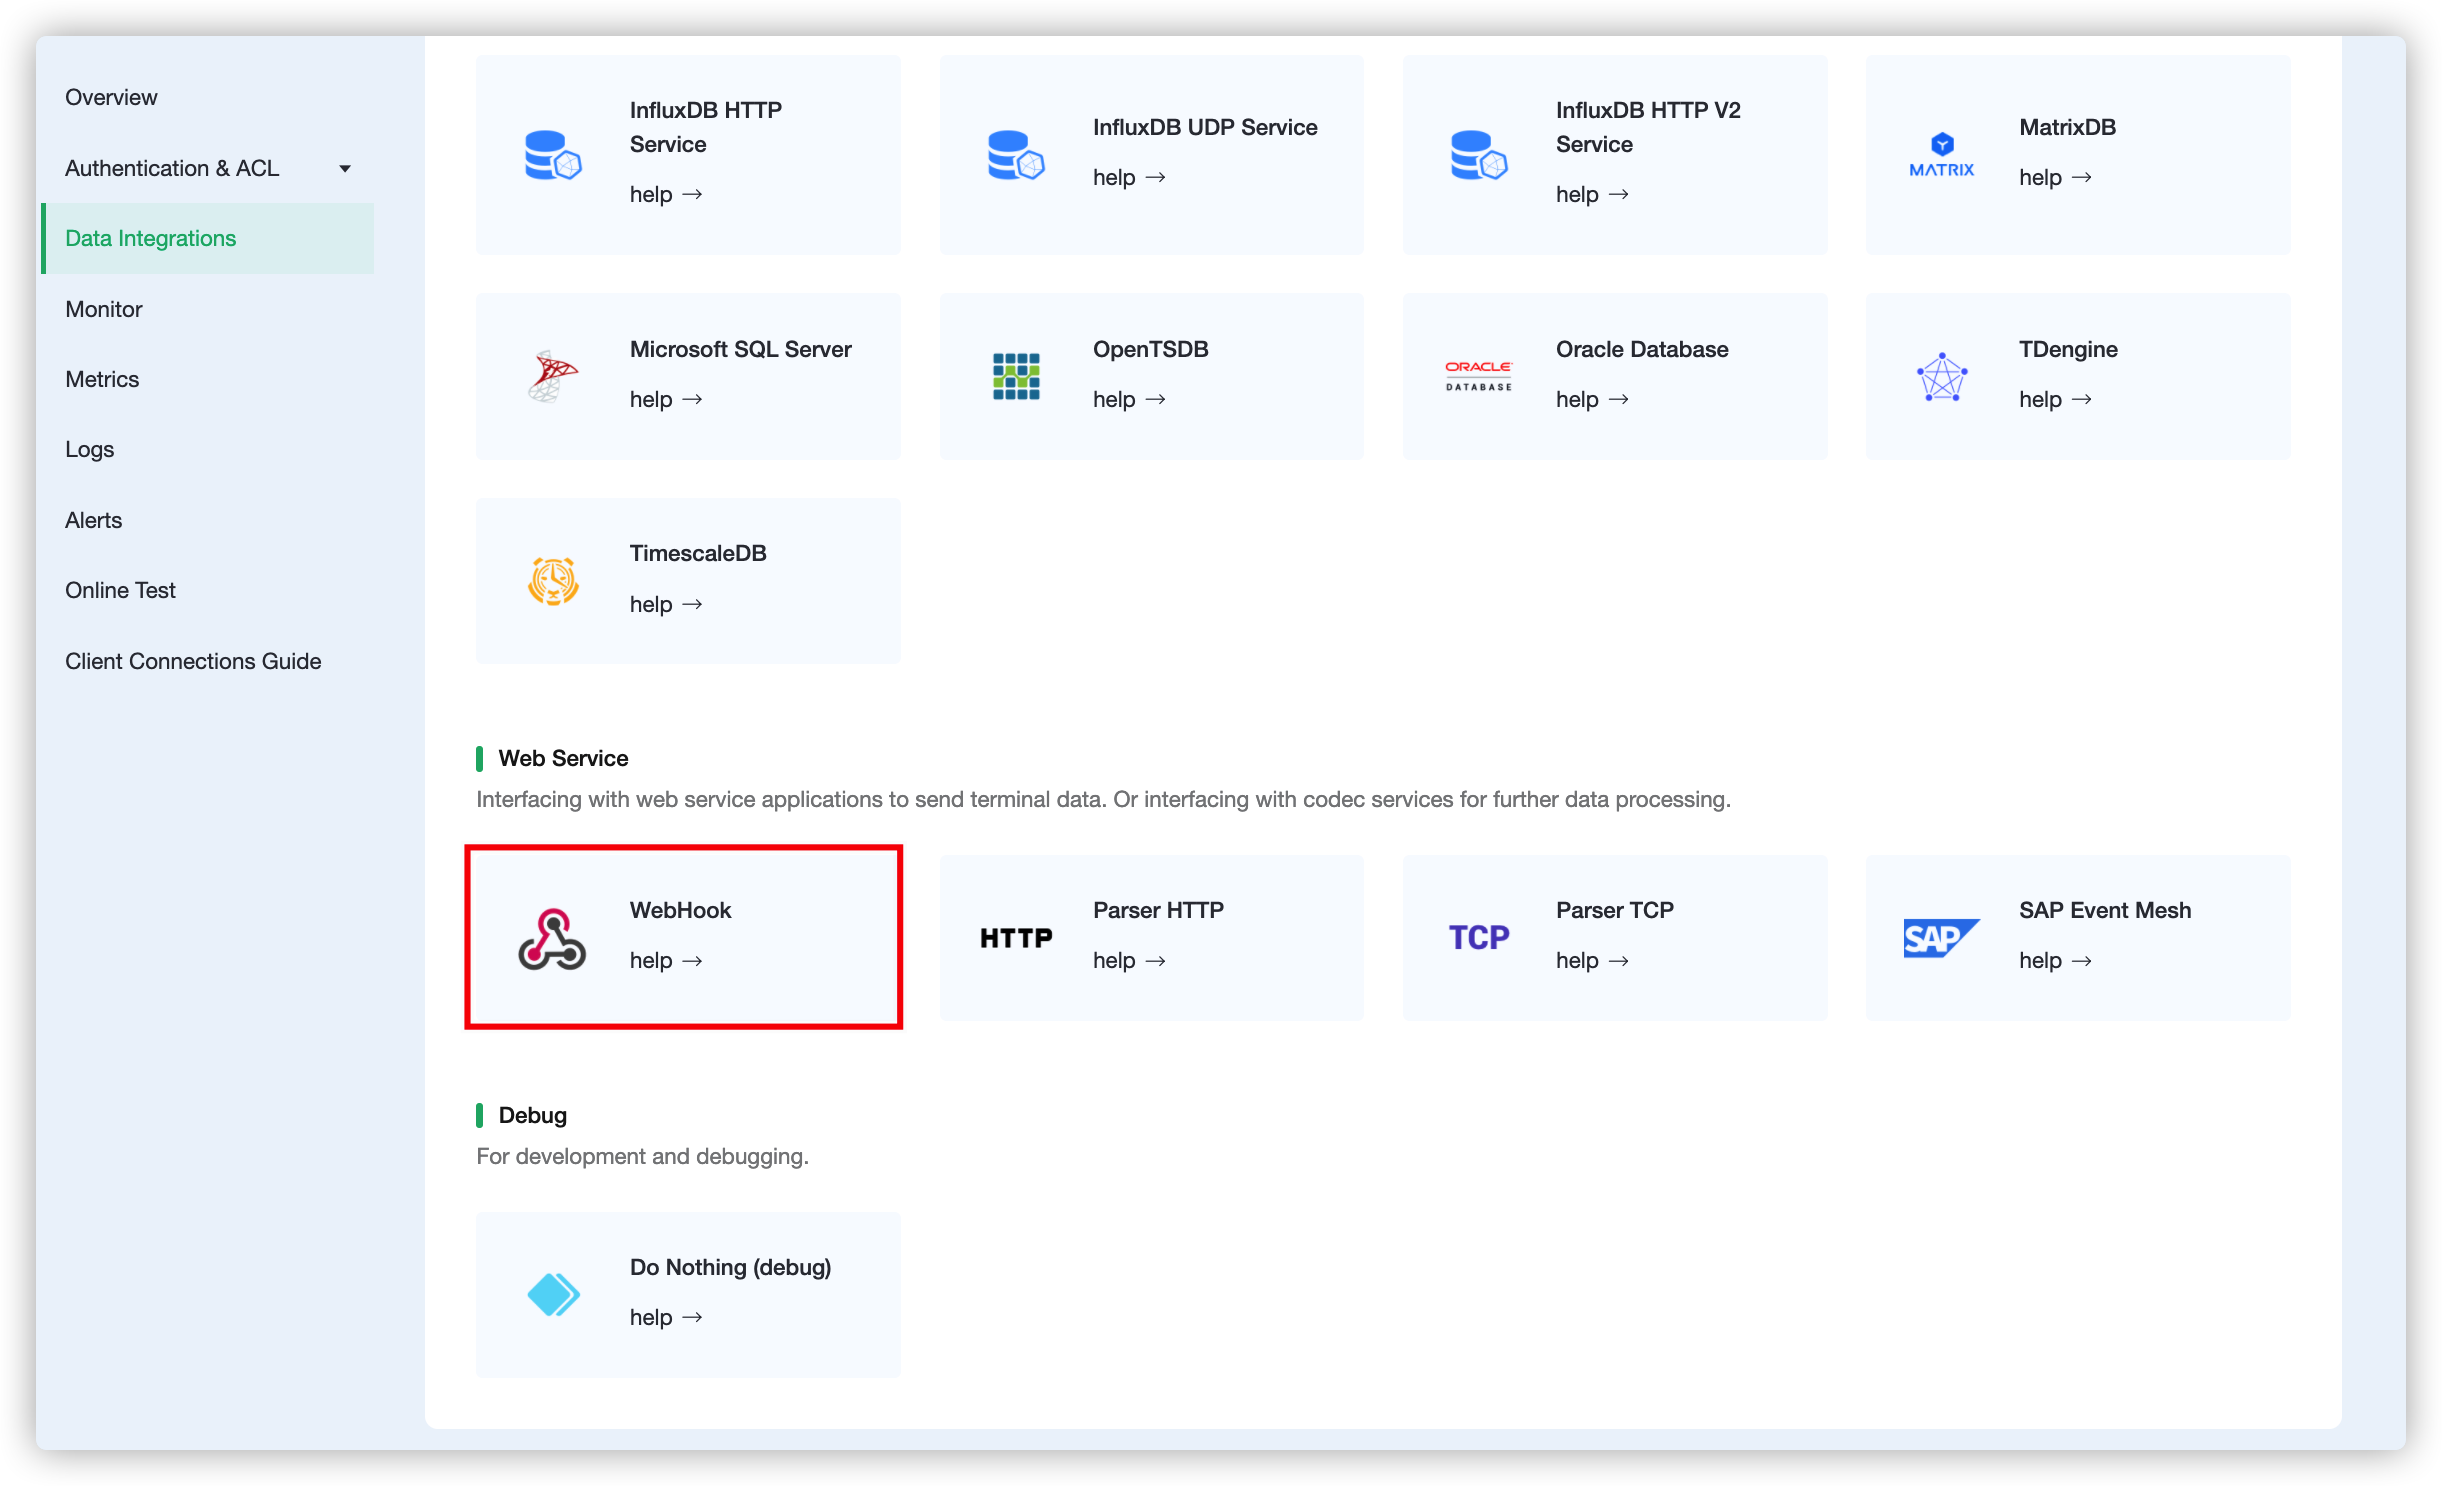 Overview
Authentication & ACL
Data Integrations
Monitor
Metrics
Logs
Alerts
Online Test
Client Connections Guide
InfluxDB HTTP
Service
help →
InfluxDB UDP Service
help →
InfluxDB HTTP V2
Service
help →
MATRIX
MatrixDB
help →
Microsoft SQL Server
help →
OpenTSDB
help →
ORACLE
DATABASE
Oracle Database
help →
TDengine
help →
TimescaleDB
help →
Web Service
Interfacing with web service applications to send terminal data. Or interfacing with codec services for further data processing.
WebHook
help →
HTTP
Parser HTTP
help →
TCP
Parser TCP
help →
SAP
SAP Event Mesh
help →
Debug
For development and debugging.
Do Nothing (debug)
help →